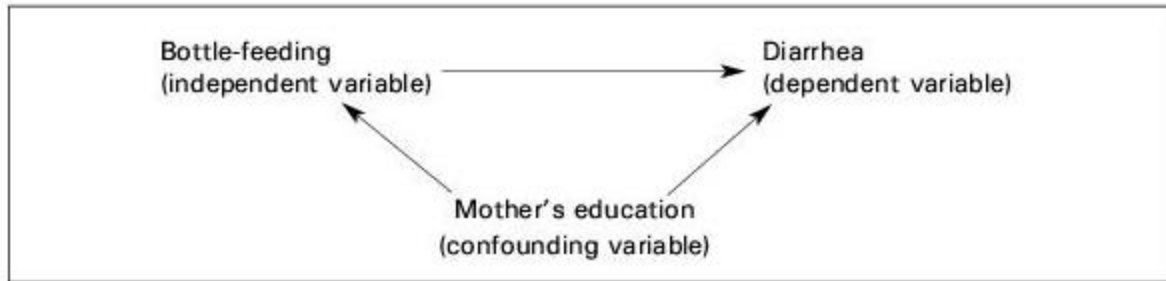 Bottle-feeding
(independent variable)
Diarrhea
(dependent variable)
Mother's education
(confounding variable)